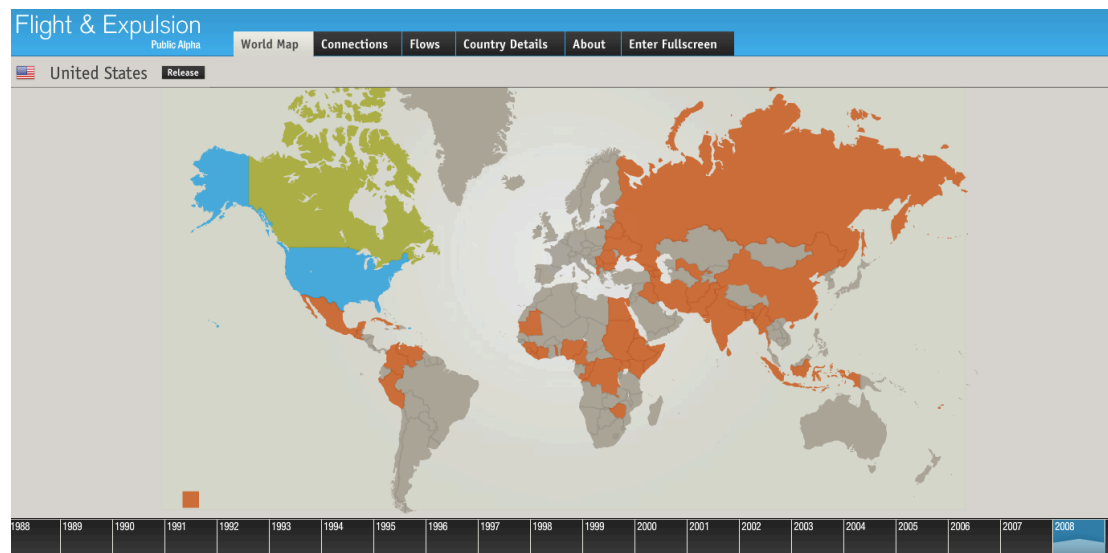 Flight & Expulsion
Public Alpha
World Map
Connections
Flows
Country Details
About
Enter Fullscreen
United States
Release
1988
1989
1990
1991
1992
1993
1994
1995
1996
1997
1998
1999
2000
2001
2002
2003
2004
2005
2006
2007
2008